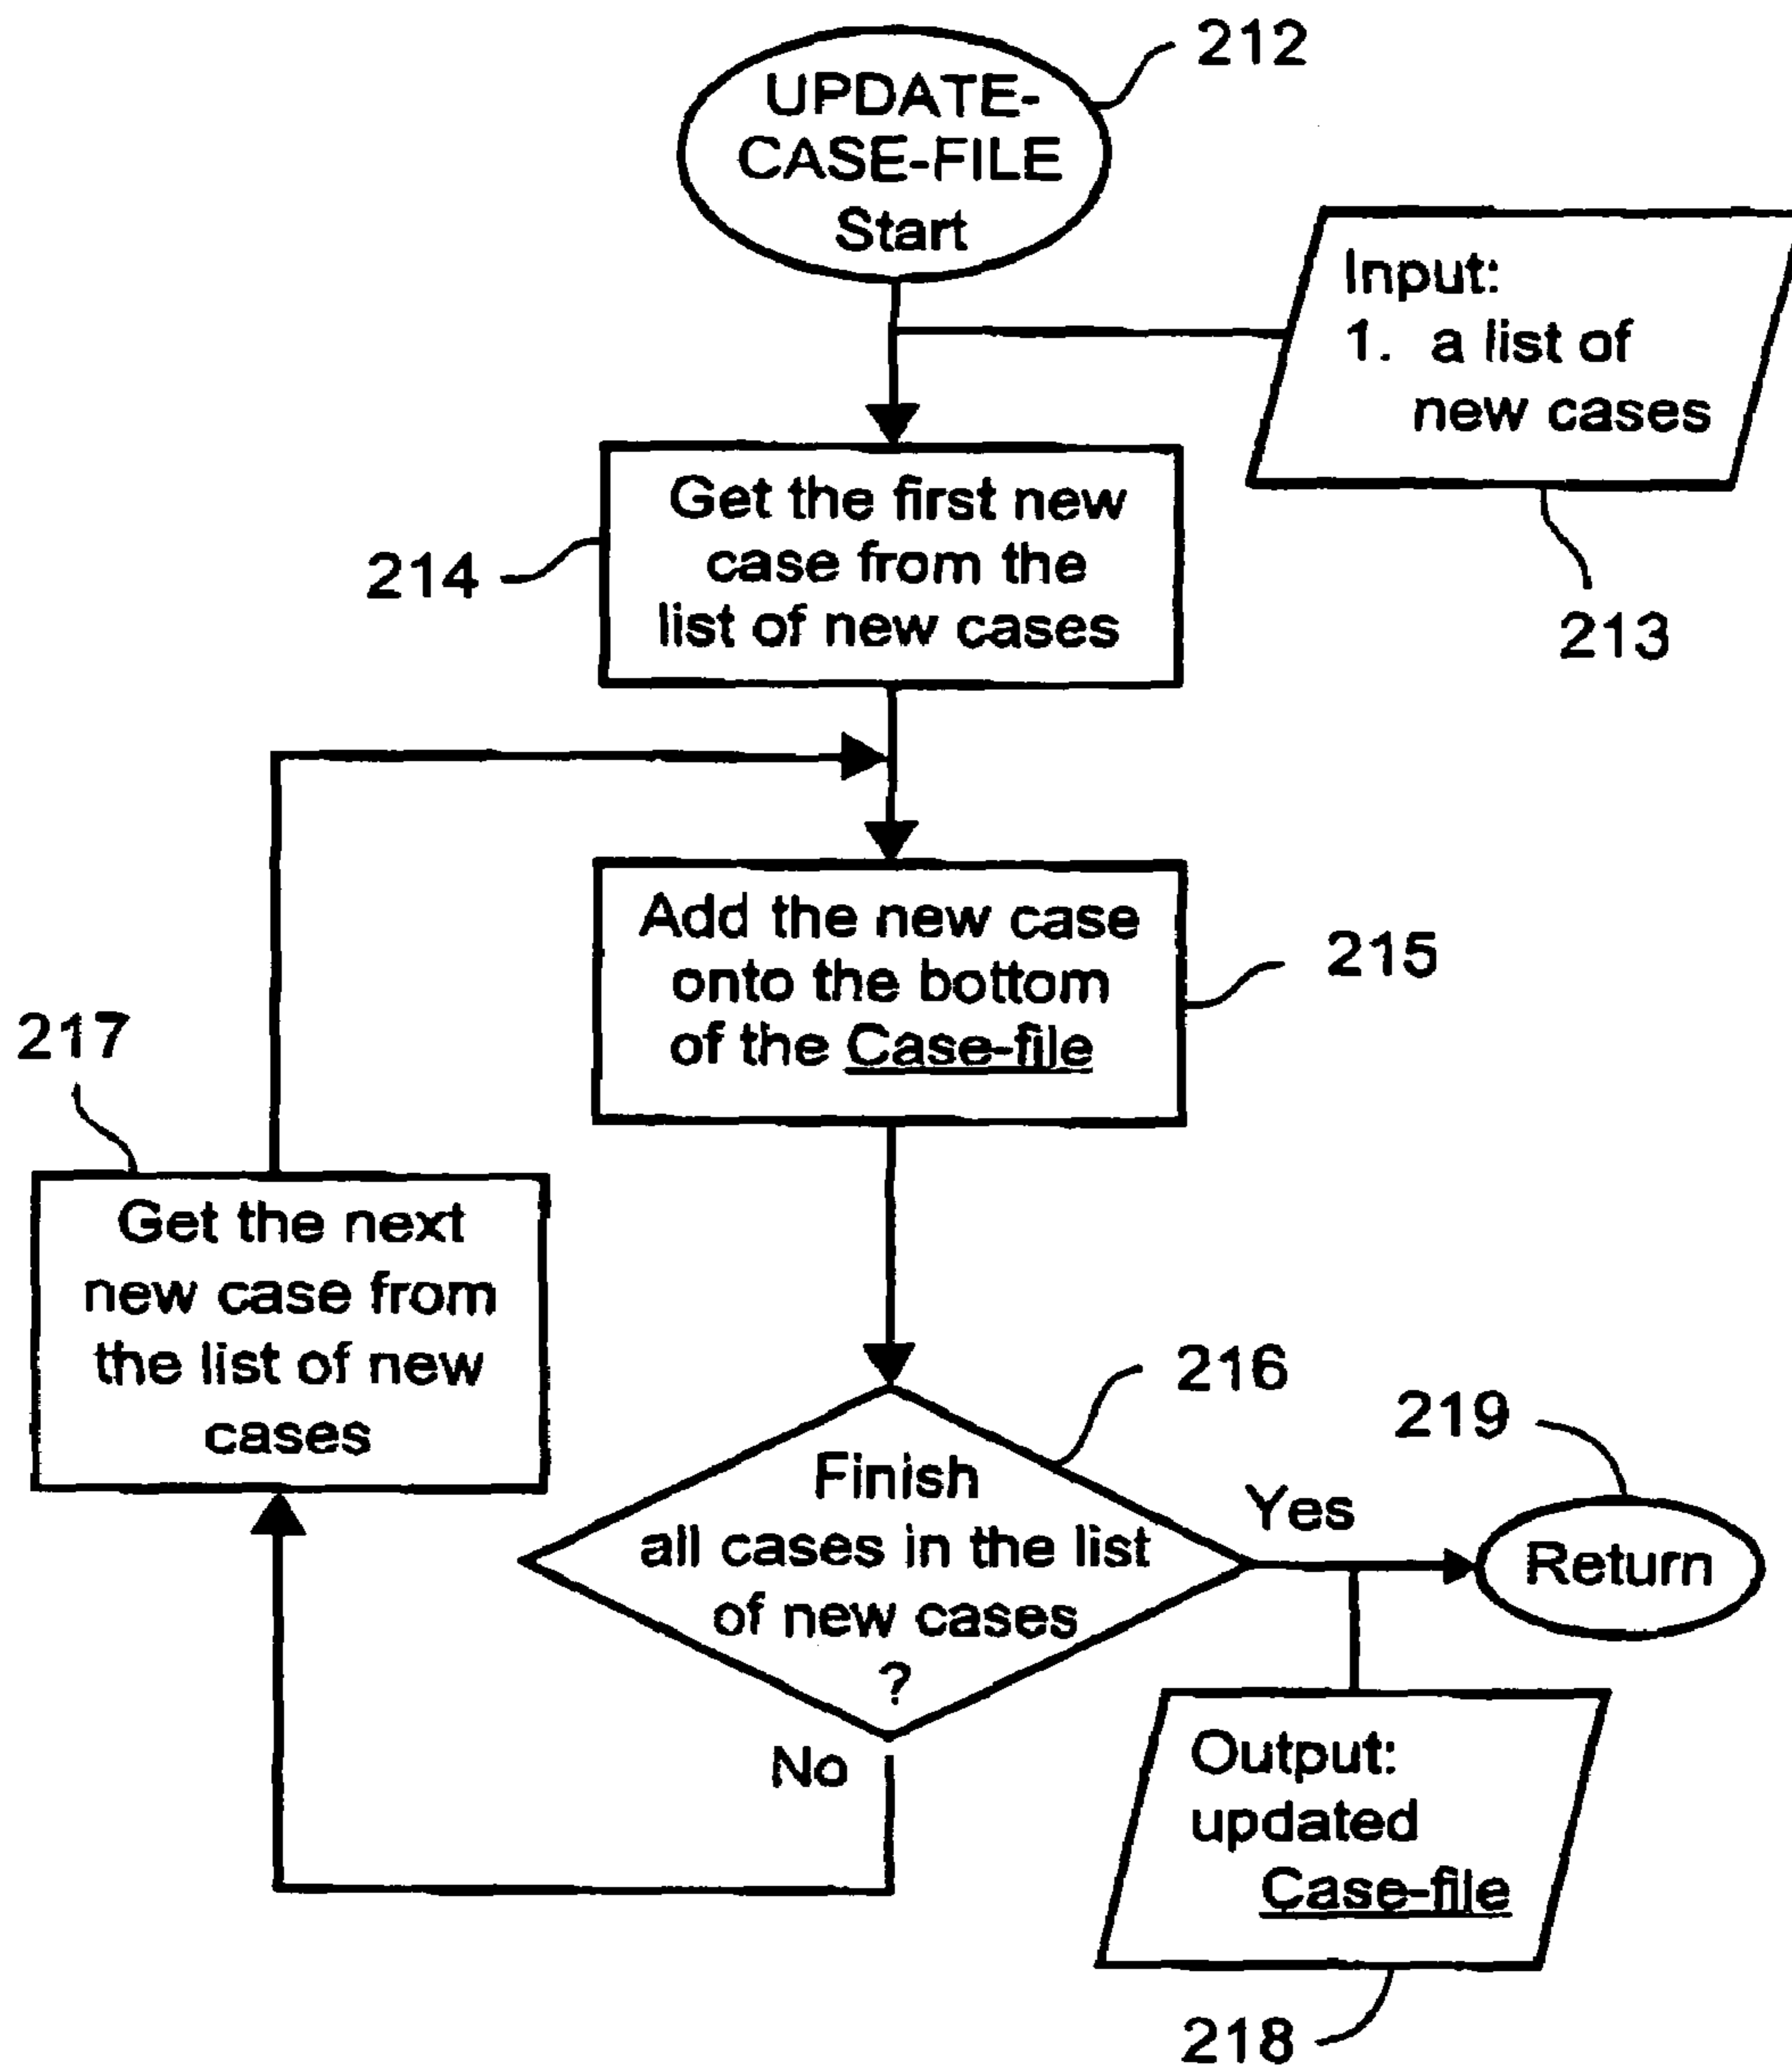 212
UPDATE-
CASE-FILE
Start
Input:
1. a list of
new cases
213
214
Get the first new
case from the
list of new cases
215
Add the new case
onto the bottom
of the Case-file
217
Get the next
new case from
the list of new
cases
216
Finish
all cases in the list
of new cases
?
Yes
No
219
Return
Output:
updated
Case-file
218